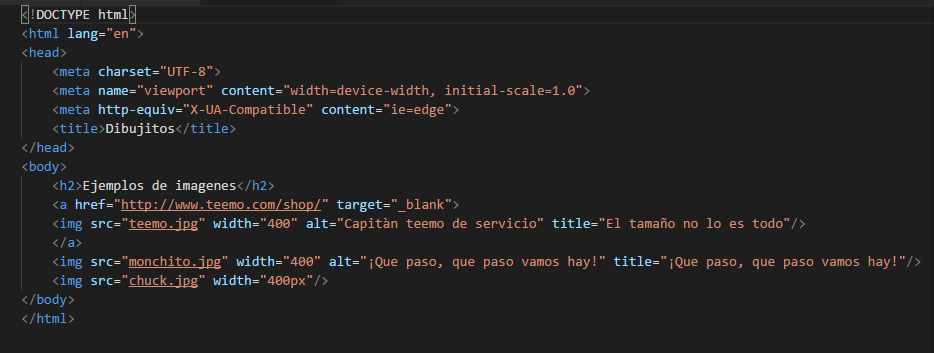 <!DOCTYPE html>
<html lang="en">
<head>
    <meta charset="UTF-8">
    <meta name="viewport" content="width=device-width, initial-scale=1.0">
    <meta http-equiv="X-UA-Compatible" content="ie=edge">
    <title>Dibujitos</title>
</head>
<body>
    <h2>Ejemplos de imagenes</h2>
    <a href="http://www.teemo.com/shop/" target="_blank">
    <img src="teemo.jpg" width="400" alt="Capitàn teemo de servicio" title="El tamaño no lo es todo"/>
    </a>
    <img src="monchito.jpg" width="400" alt="¡Que paso, que paso vamos hay!" title="¡Que paso, que paso vamos hay!"/>
    <img src="chuck.jpg" width="400px"/>
</body>
</html>